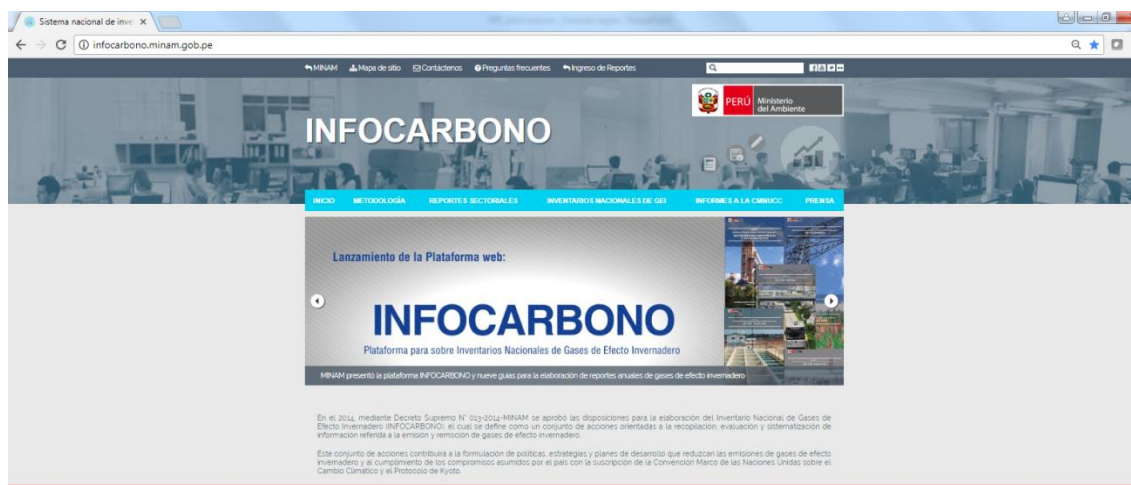 Sistema nacional de inve
infocarbono.minam.gob.pe
MINAM Mapa de sitio Contáctenos Preguntas frecuentes Ingreso de Reportes
PERÚ Ministerio del Ambiente
INFOCARBONO
INICIO METODOLOGÍA REPORTES SECTORIALES INVENTARIOS NACIONALES DE GEI INFORMES A LA CMNUCC PRENSA
Lanzamiento de la Plataforma web:
INFOCARBONO
Plataforma para sobre Inventarios Nacionales de Gases de Efecto Invernadero
MINAM presentó la plataforma INFOCARBONO y nueve guías para la elaboración de reportes anuales de gases de efecto invernadero
En el 2014, mediante Decreto Supremo N° 013-2014-MINAM se aprobó las disposiciones para la elaboración del Inventario Nacional de Gases de
Efecto Invernadero (INFOCARBONO), el cual se define como un conjunto de acciones orientadas a la recopilación, evaluación y sistematización de
información referida a la emisión y remoción de gases de efecto invernadero.
Este conjunto de acciones contribuirá a la formulación de políticas, estrategias y planes de desarrollo que reduzcan las emisiones de gases de efecto
invernadero y al cumplimiento de los compromisos asumidos por el país con la suscripción de la Convención Marco de las Naciones Unidas sobre el
Cambio Climático y el Protocolo de Kyoto.